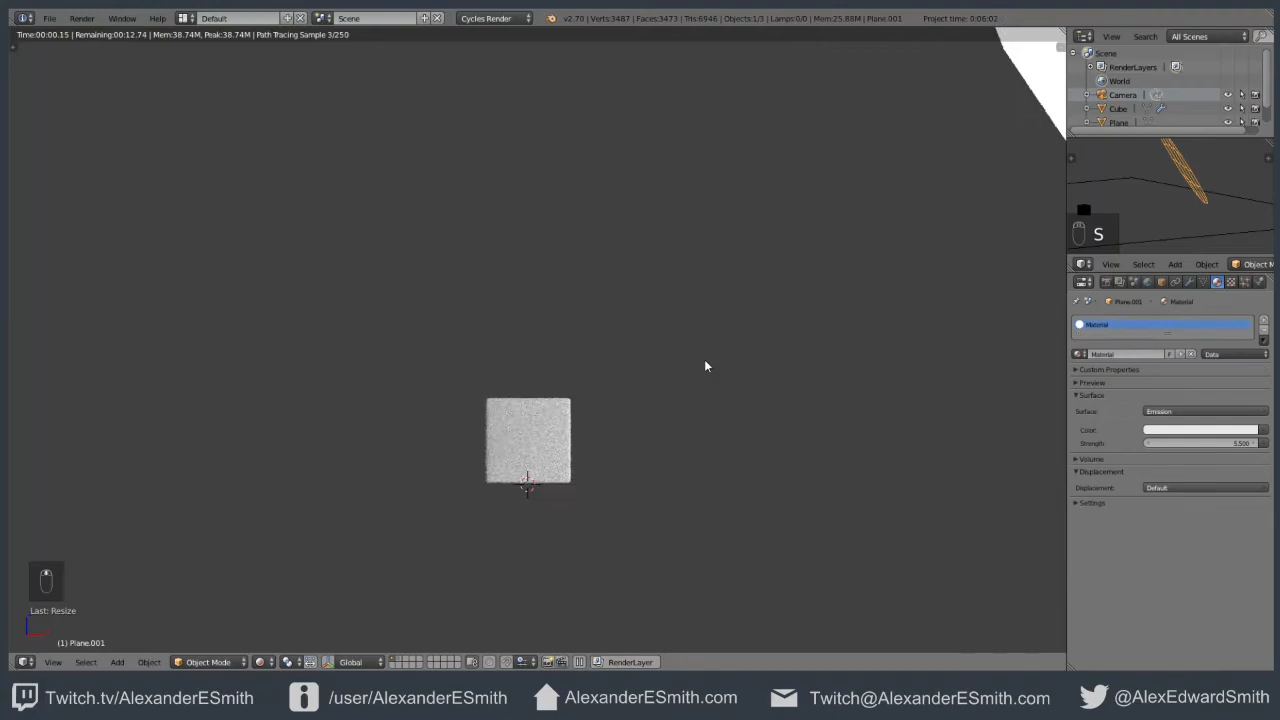 File Render Window Help Default Scene Cycles Render v2.70 | Verts:3487 | Faces:3473 | Tris:6946 | Objects:1/3 | Lamps:0/0 | Mem:25.88M | Plane.001 Project time: 0:06:02
Time:00:00.15 | Remaining:00:12.74 | Mem:38.74M, Peak:38.74M | Path Tracing Sample 3/250
View Search All Scenes
Scene
RenderLayers
World
Camera
Cube
Plane
S
View Select Add Object Object M
Plane.001 Material
Material
Material F Data
Custom Properties
Preview
Surface
Surface: Emission
Color:
Strength: 5.500
Volume
Displacement
Displacement: Default
Settings
Last: Resize
(1) Plane.001
View Select Add Object Object Mode Global RenderLayer
Twitch.tv/AlexanderESmith /user/AlexanderESmith AlexanderESmith.com Twitch@AlexanderESmith.com @AlexEdwardSmith